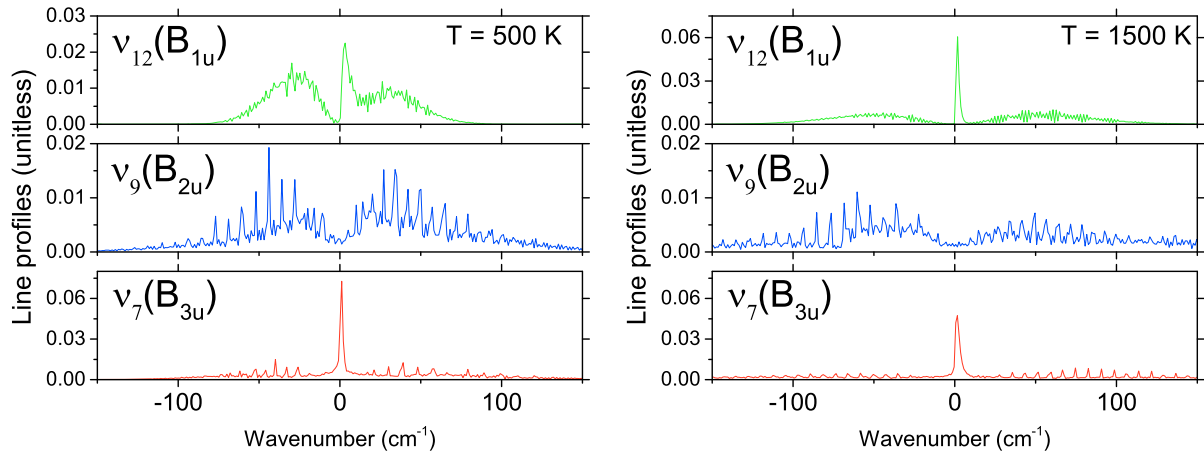 ν12(B1u)
T = 500 K
0.03
0.02
0.01
0.00
ν9(B2u)
0.02
0.01
0.00
ν7(B3u)
0.06
0.03
0.00
Line profiles (unitless)
-100 0 100
Wavenumber (cm-1)
ν12(B1u)
T = 1500 K
0.06
0.03
0.00
ν9(B2u)
0.02
0.01
0.00
ν7(B3u)
0.06
0.03
0.00
Line profiles (unitless)
-100 0 100
Wavenumber (cm-1)